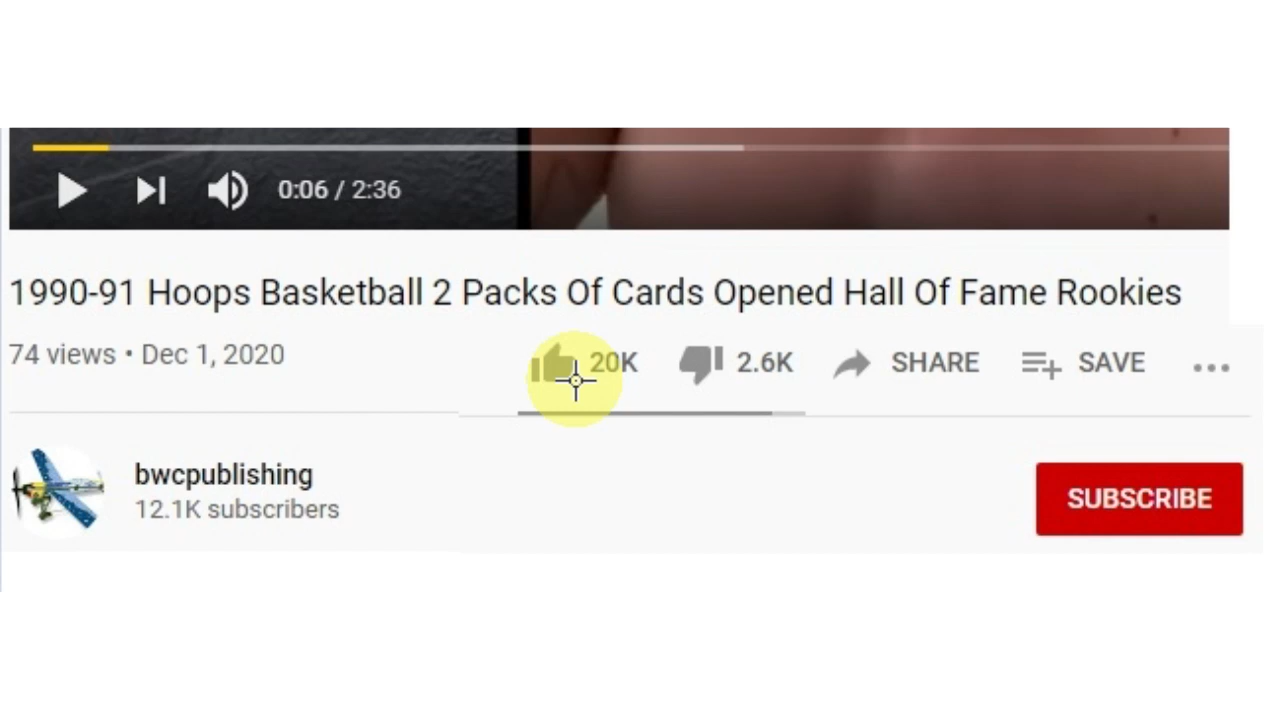 0:06 / 2:36
1990-91 Hoops Basketball 2 Packs Of Cards Opened Hall Of Fame Rookies
74 views • Dec 1, 2020
20K 2.6K SHARE SAVE
bwcpublishing
12.1K subscribers
SUBSCRIBE